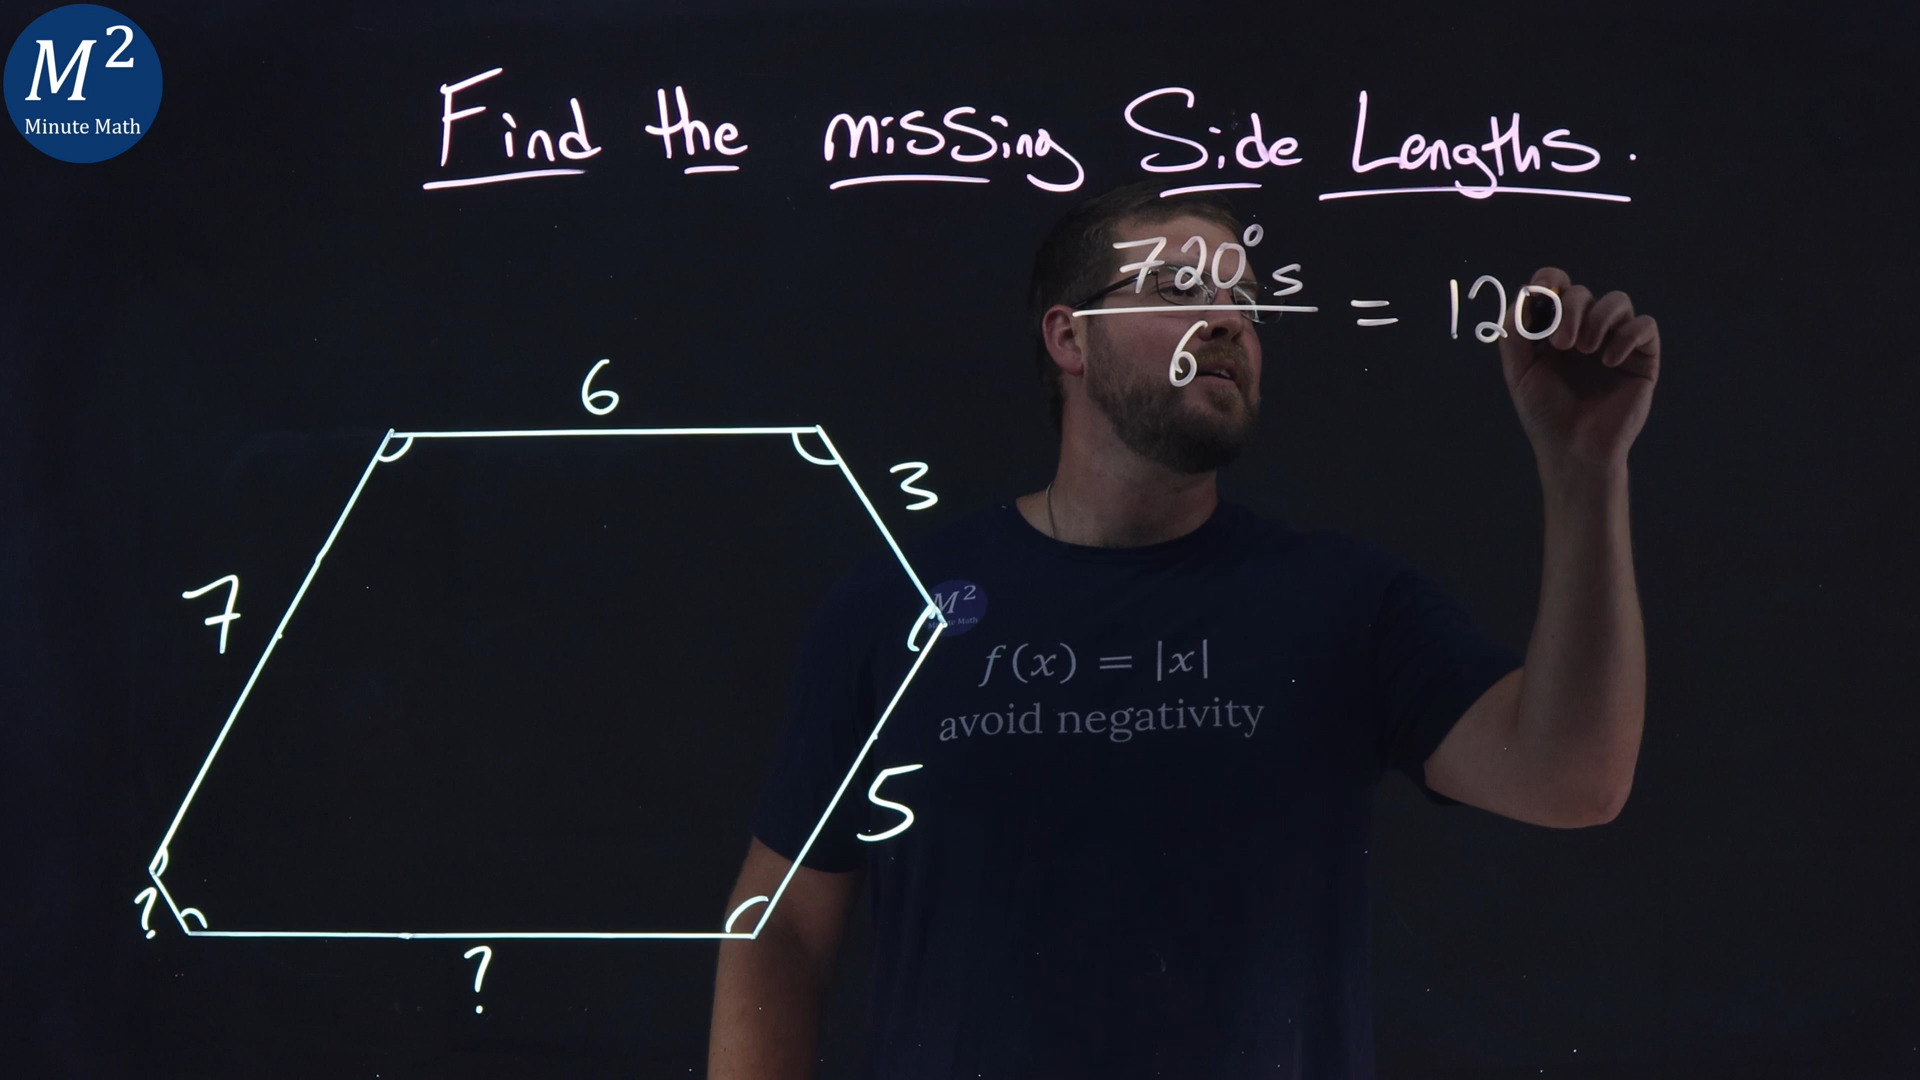 M²
Minute Math
Find the missing Side Lengths.
720°s
6
= 120
6
3
7
M²
Minute Math
f(x) = |x|
avoid negativity
5
?
?